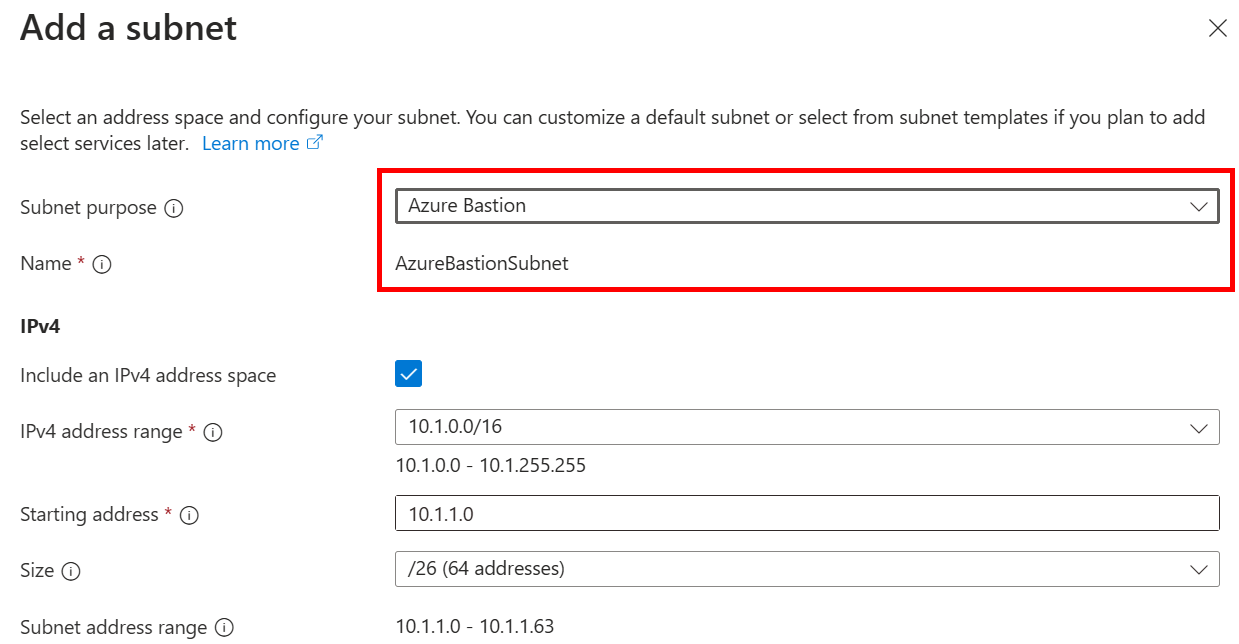 Add a subnet
Select an address space and configure your subnet. You can customize a default subnet or select from subnet templates if you plan to add
select services later. Learn more
Subnet purpose
Azure Bastion
Name *
AzureBastionSubnet
IPv4
Include an IPv4 address space
IPv4 address range *
10.1.0.0/16
10.1.0.0 - 10.1.255.255
Starting address *
10.1.1.0
Size
/26 (64 addresses)
Subnet address range
10.1.1.0 - 10.1.1.63